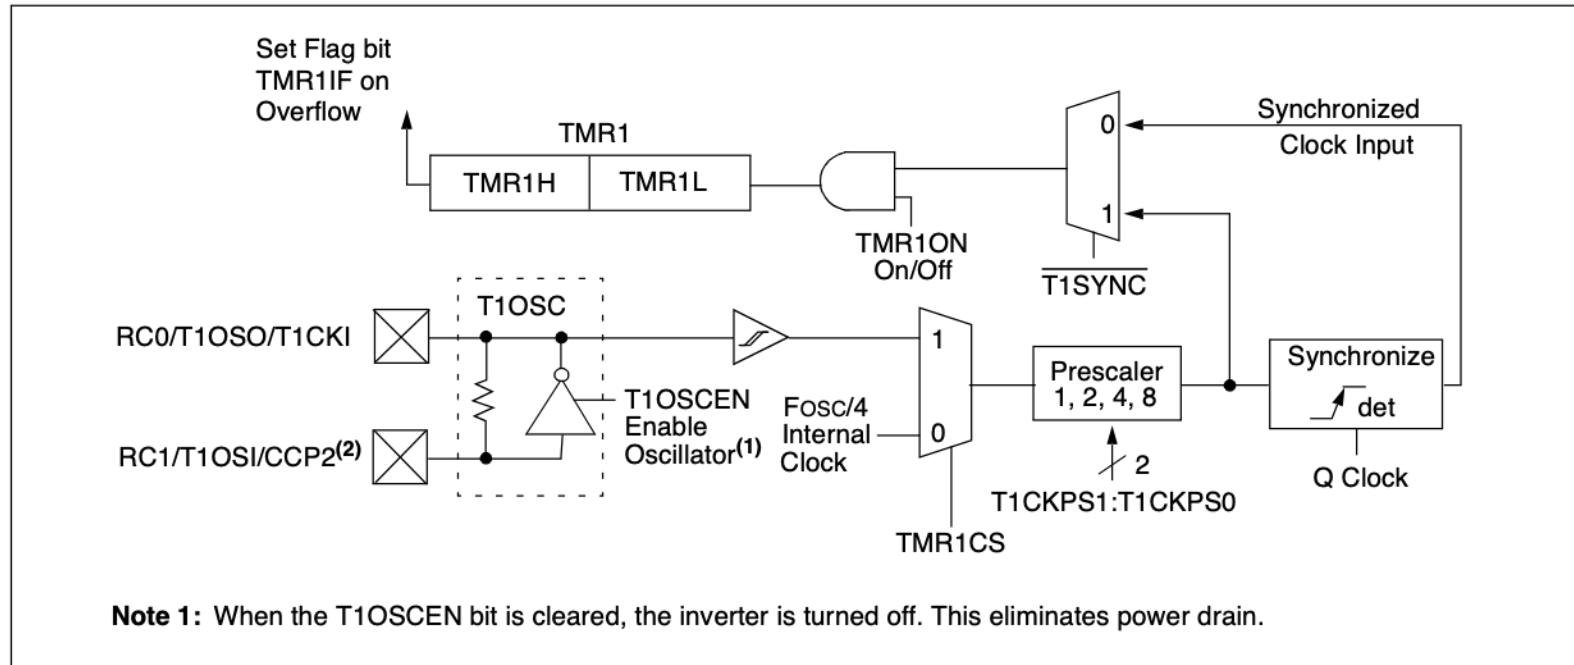 Set Flag bit
TMR1IF on
Overflow
TMR1
TMR1H
TMR1L
TMR1ON
On/Off
0
1
T1SYNC
Synchronized
Clock Input
T1OSC
RC0/T1OSO/T1CKI
RC1/T1OSI/CCP2(2)
T1OSCEN
Enable
Oscillator(1)
FOSC/4
Internal
Clock
1
0
TMR1CS
Prescaler
1, 2, 4, 8
2
T1CKPS1:T1CKPS0
Synchronize
det
Q Clock
Note 1: When the T1OSCEN bit is cleared, the inverter is turned off. This eliminates power drain.